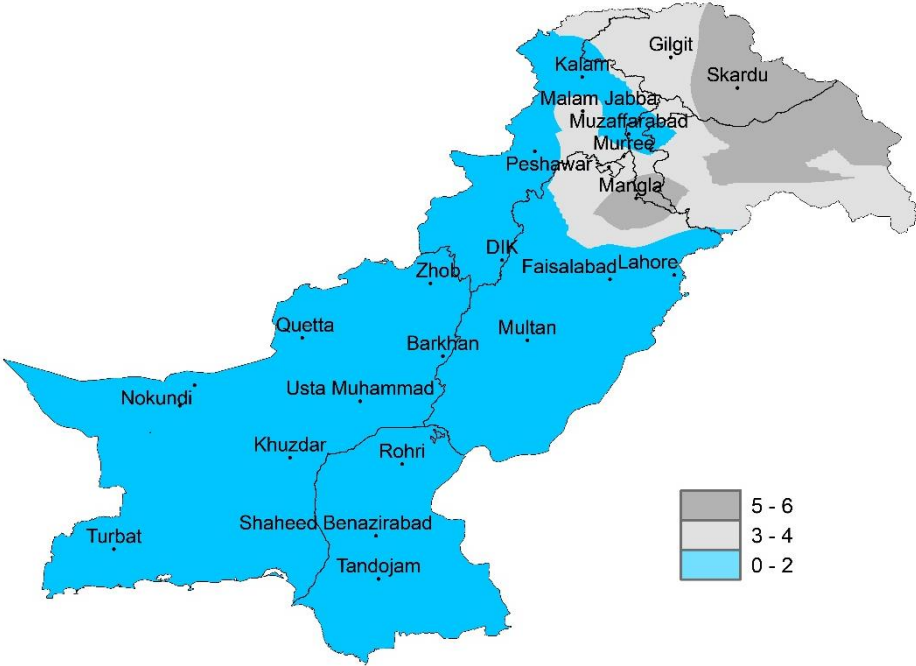 Gilgit
Kalam
Skardu
Malam Jabba
Muzaffarabad
Murree
Peshawar
Mangla
DIK
Zhob
Faisalabad
Lahore
Quetta
Multan
Barkhan
Nokundi
Usta Muhammad
Khuzdar
Rohri
5 - 6
3 - 4
0 - 2
Shaheed Benazirabad
Turbat
Tandojam